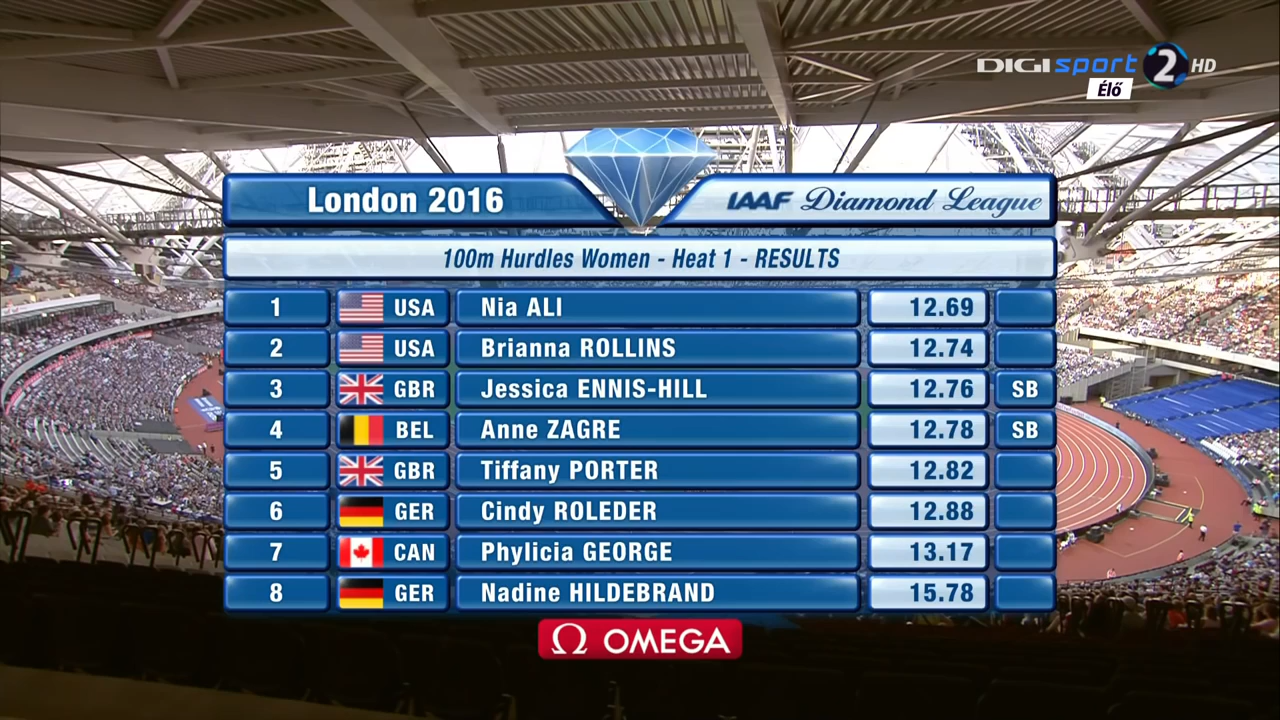 DIGI sport 2 HD
Élő
London 2016 IAAF Diamond League
100m Hurdles Women - Heat 1 - RESULTS
1 USA Nia ALI 12.69
2 USA Brianna ROLLINS 12.74
3 GBR Jessica ENNIS-HILL 12.76 SB
4 BEL Anne ZAGRE 12.78 SB
5 GBR Tiffany PORTER 12.82
6 GER Cindy ROLEDER 12.88
7 CAN Phylicia GEORGE 13.17
8 GER Nadine HILDEBRAND 15.78
Ω OMEGA